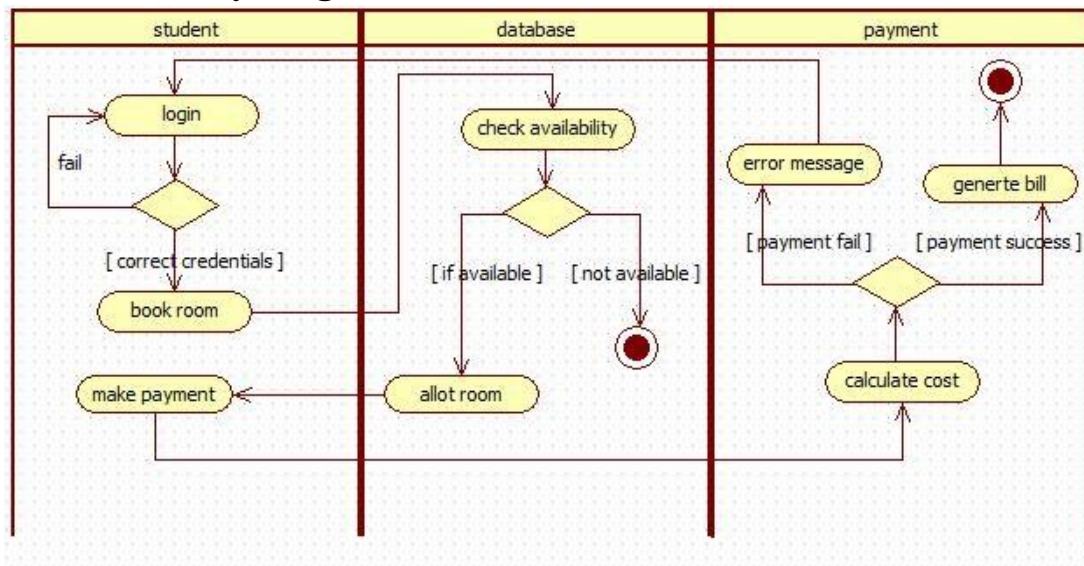 student
database
payment
login
fail
[ correct credentials ]
book room
make payment
check availability
[ if available ]
[ not available ]
allot room
error message
generte bill
[ payment fail ]
[ payment success ]
calculate cost